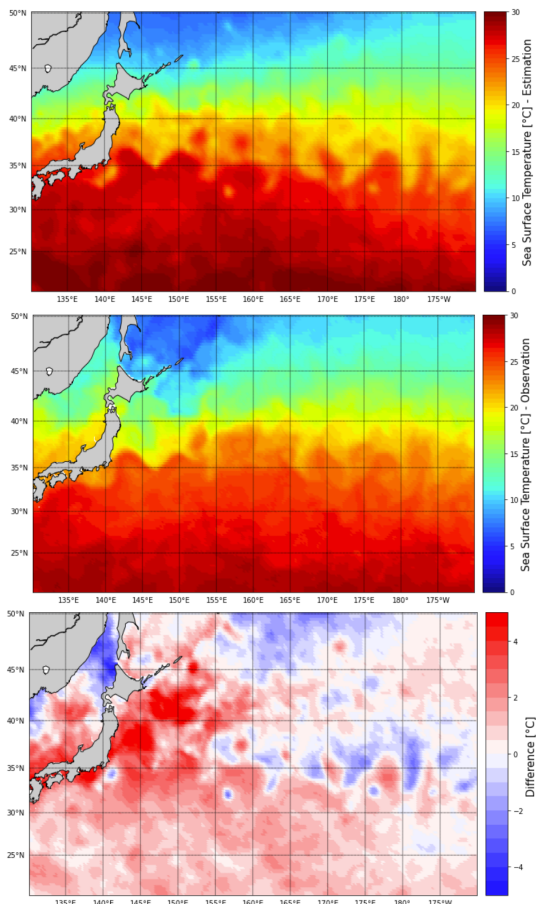 50°N
45°N
40°N
35°N
30°N
25°N
135°E 140°E 145°E 150°E 155°E 160°E 165°E 170°E 175°E 180° 175°W
30
25
20
15
10
5
0
Sea Surface Temperature [°C] - Estimation
50°N
45°N
40°N
35°N
30°N
25°N
135°E 140°E 145°E 150°E 155°E 160°E 165°E 170°E 175°E 180° 175°W
30
25
20
15
10
5
0
Sea Surface Temperature [°C] - Observation
50°N
45°N
40°N
35°N
30°N
25°N
135°E 140°E 145°E 150°E 155°E 160°E 165°E 170°E 175°E 180° 175°W
4
2
0
−2
−4
Difference [°C]